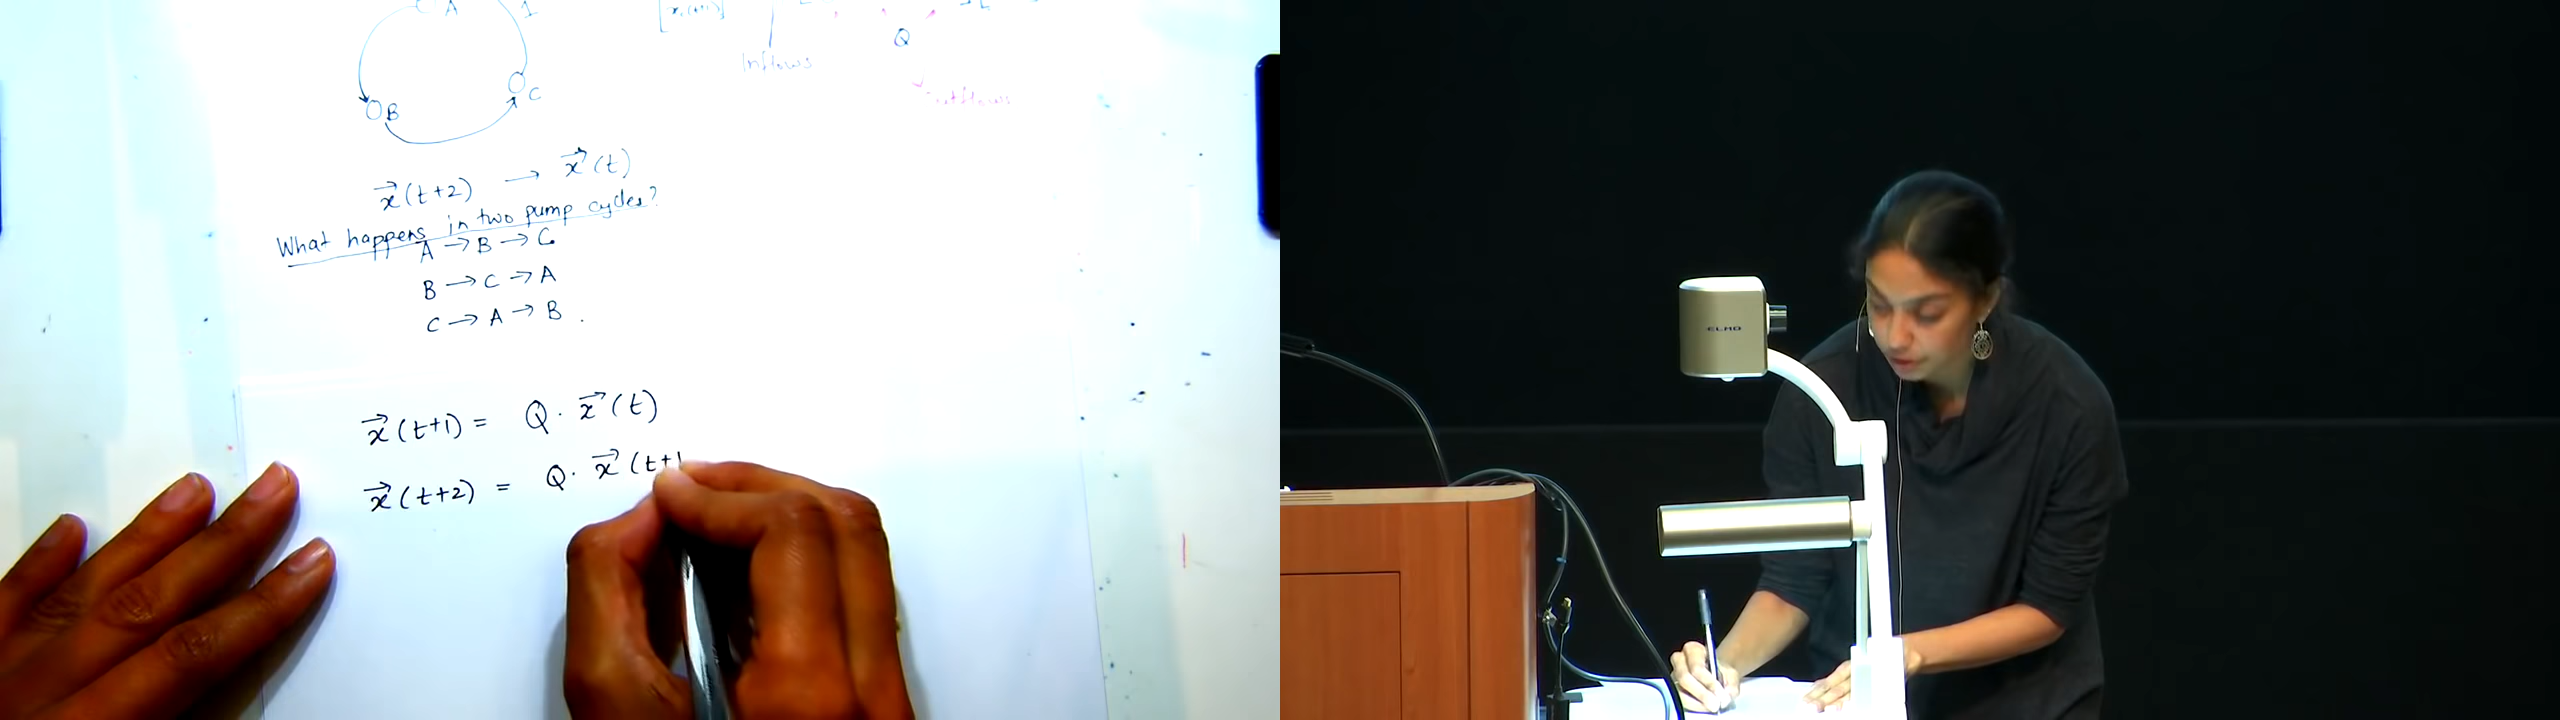 A 1
Q
Inflows
B
C
x⃗(t+2) → x⃗(t)
What happens in two pump cycles?
A → B → C
B → C → A
C → A → B.
x⃗(t+1) = Q · x⃗(t)
x⃗(t+2) = Q · x⃗(t+1
ELMO